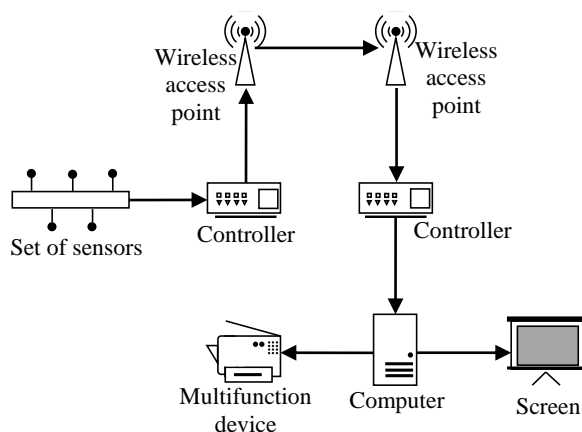 Wireless
access
point
Wireless
access
point
Set of sensors
Controller
Controller
Multifunction
device
Computer
Screen